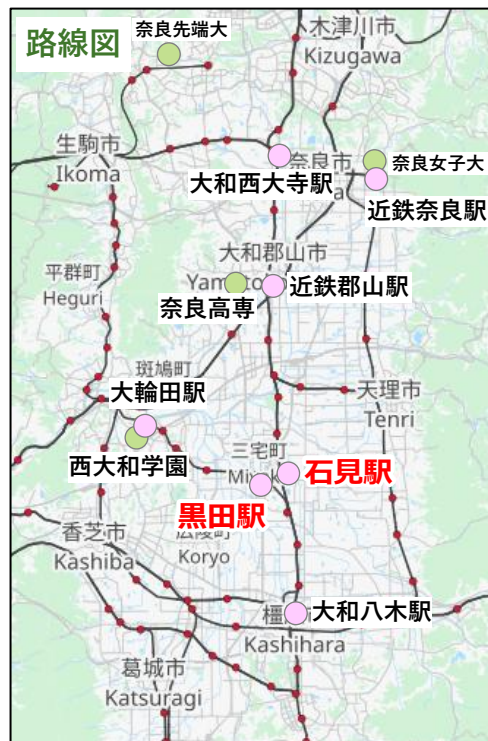 路線図
奈良先端大
木津川市
Kizugawa
生駒市
Ikoma
奈良市
奈良女子大
大和西大寺駅
近鉄奈良駅
大和郡山市
平群町
Heguri
近鉄郡山駅
奈良高専
斑鳩町
大輪田駅
天理市
Tenri
三宅町
西大和学園
石見駅
黒田駅
香芝市
Kashiba
広陵町
Koryo
大和八木駅
Kashihara
葛城市
Katsuragi